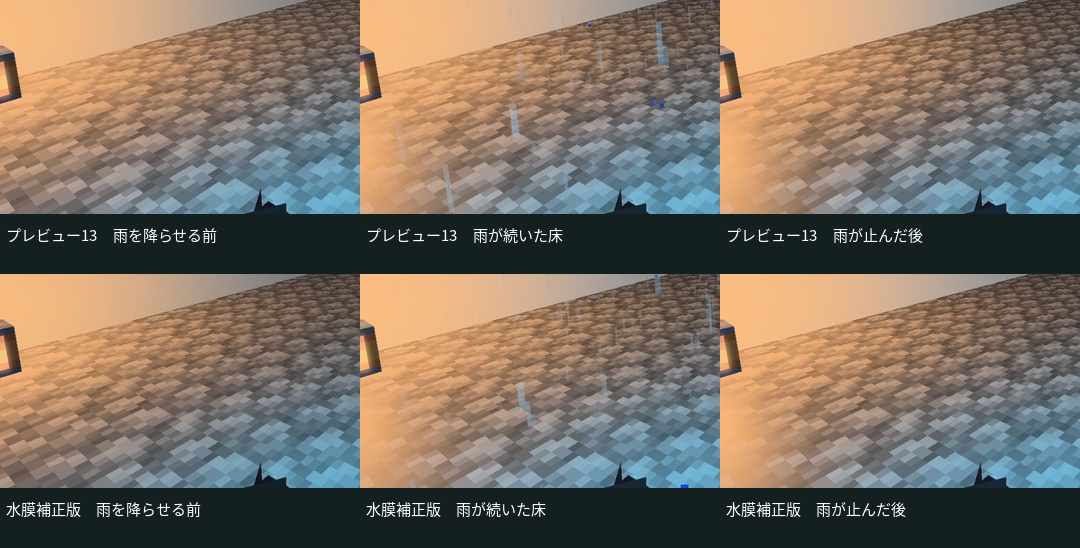 プレビュー13　雨を降らせる前
プレビュー13　雨が続いた床
プレビュー13　雨が止んだ後
水膜補正版　雨を降らせる前
水膜補正版　雨が続いた床
水膜補正版　雨が止んだ後